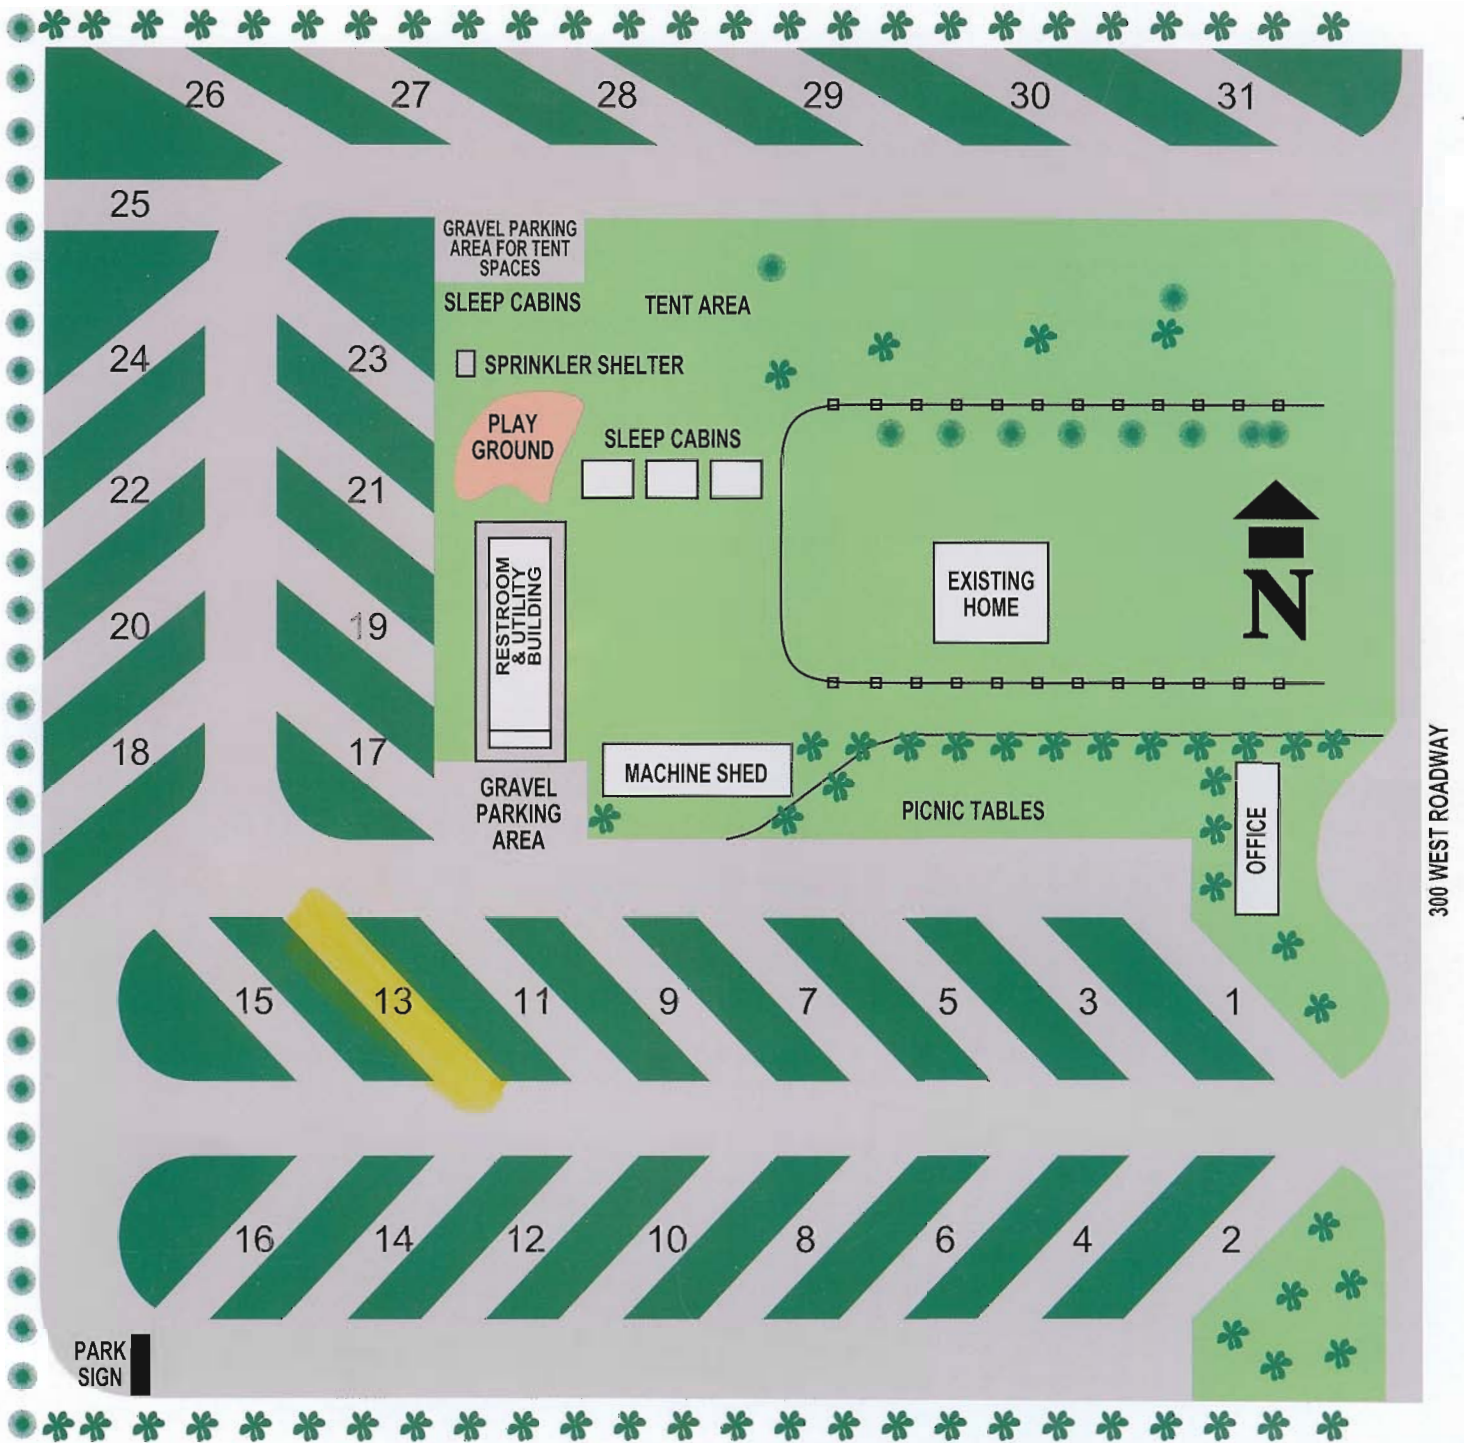 26 27 28 29 30 31
25
GRAVEL PARKING
AREA FOR TENT
SPACES
SLEEP CABINS
TENT AREA
24 23
SPRINKLER SHELTER
PLAY
GROUND
SLEEP CABINS
22 21
RESTROOM
& UTILITY
BUILDING
EXISTING
HOME
N
20 19
18 17
MACHINE SHED
GRAVEL
PARKING
AREA
PICNIC TABLES
OFFICE
300 WEST ROADWAY
15 13 11 9 7 5 3 1
16 14 12 10 8 6 4 2
PARK
SIGN